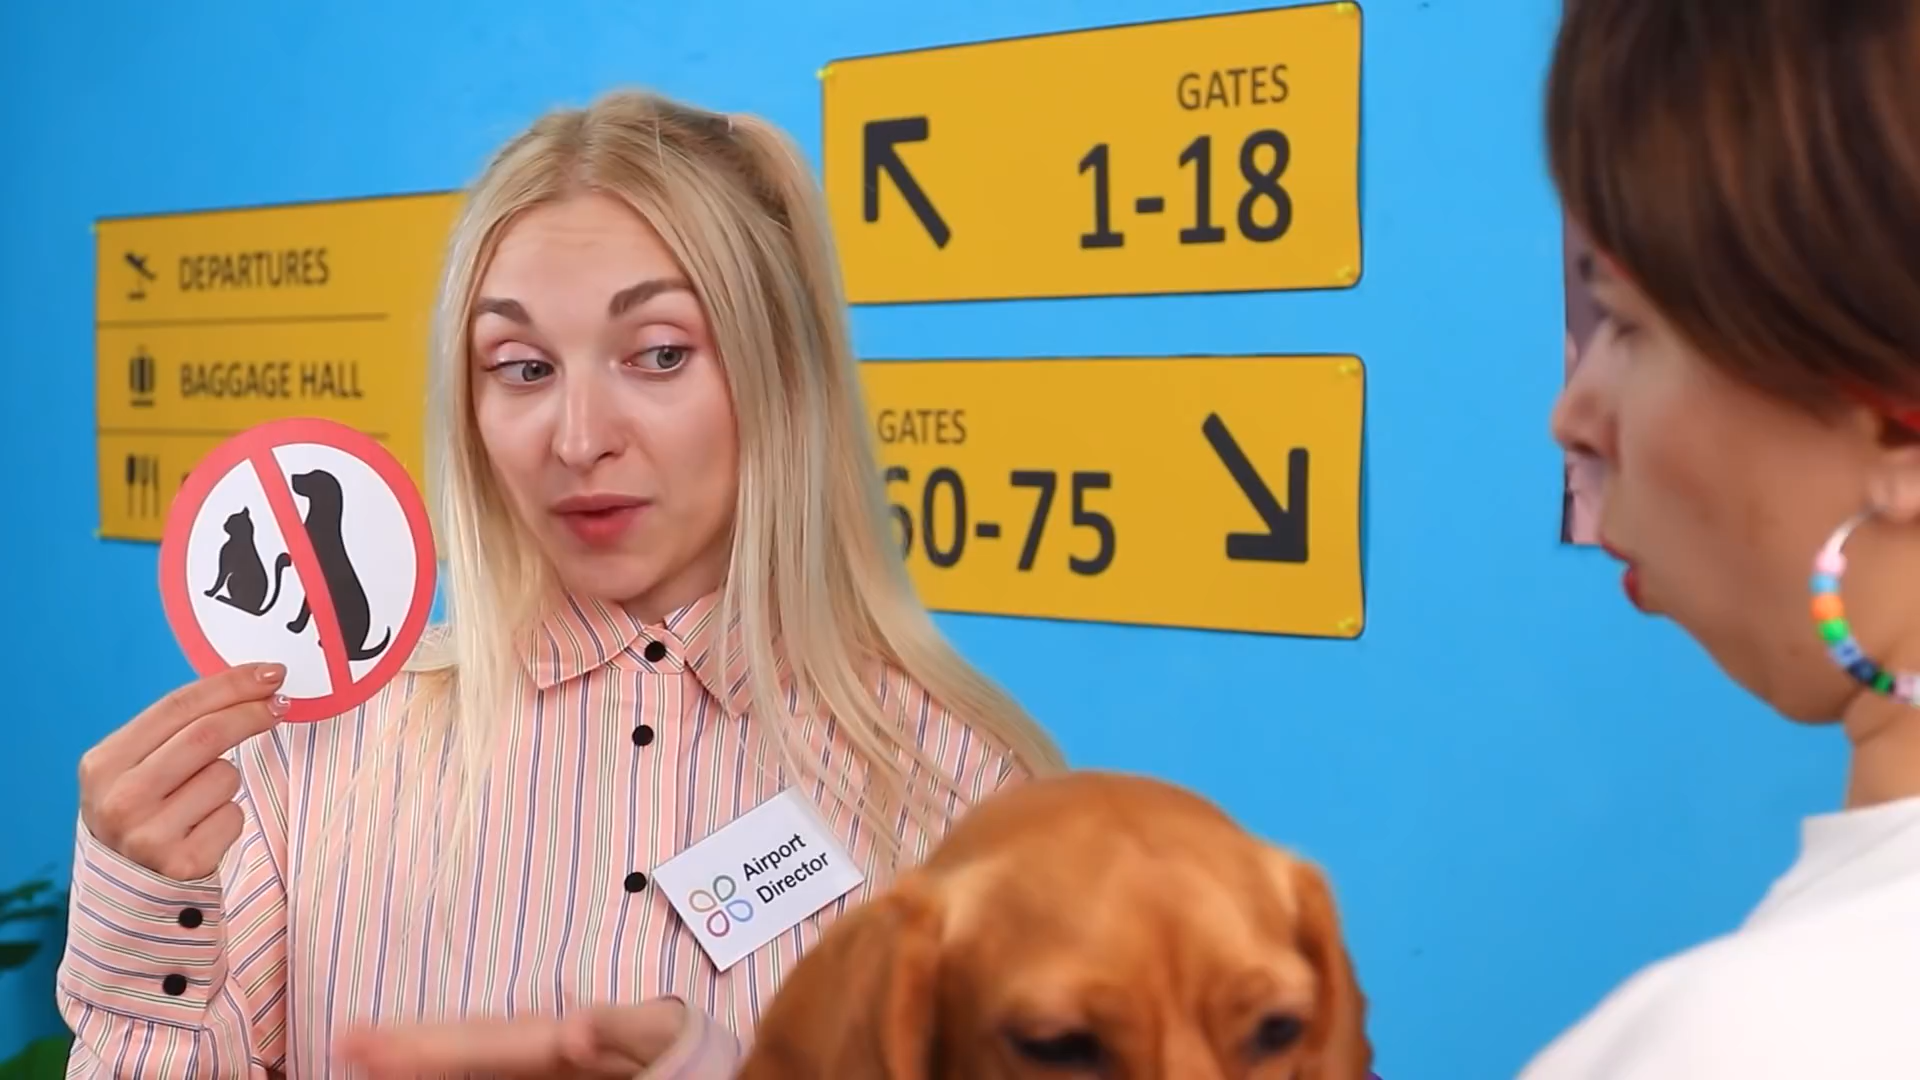 DEPARTURES
BAGGAGE HALL
GATES
1-18
GATES
60-75
Airport
Director